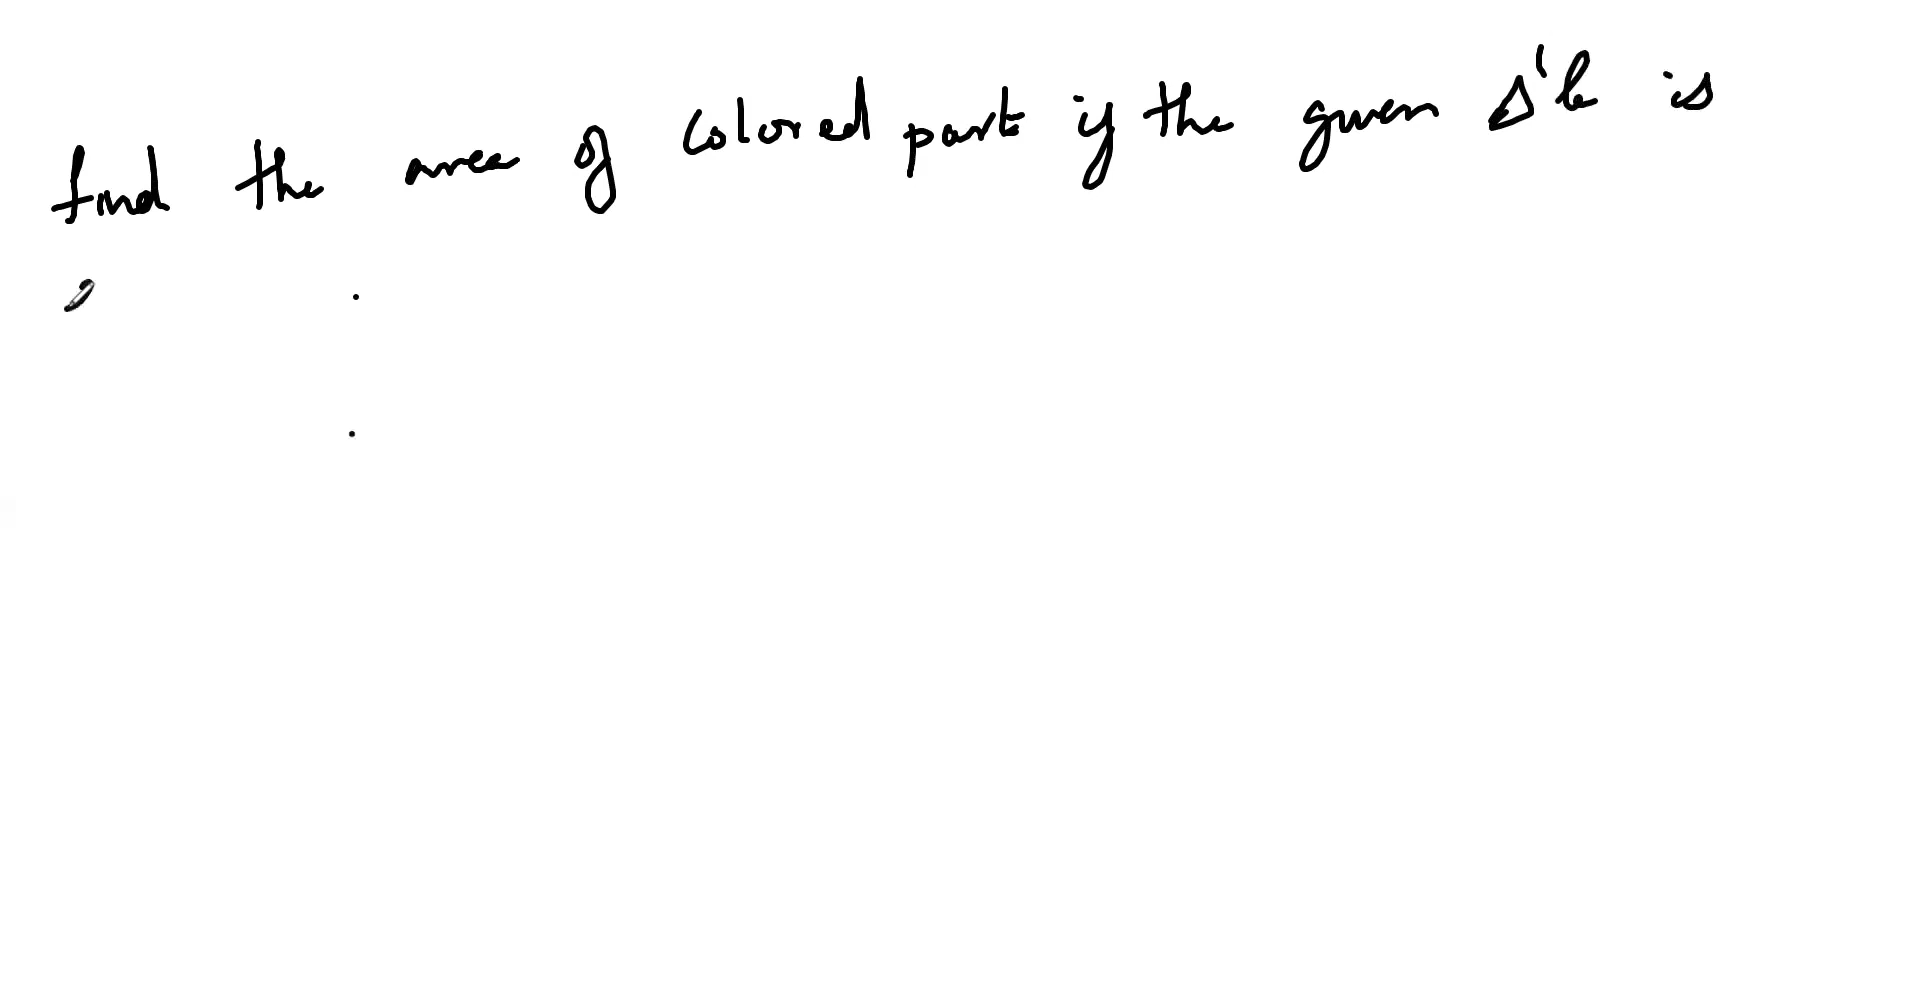 find the area of colored part if the given Δ'le is